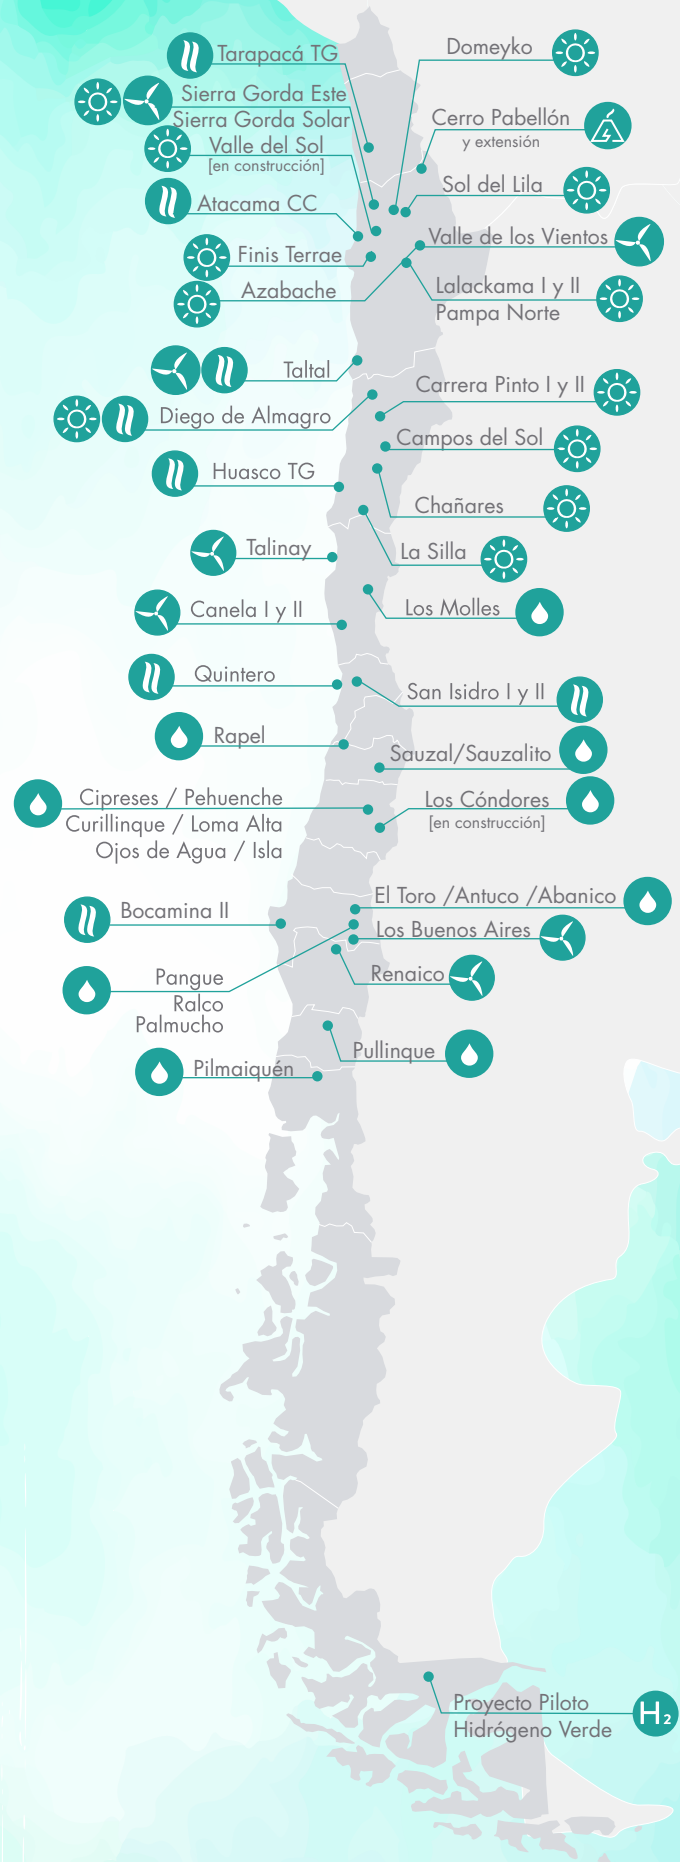 Tarapacá TG
Domeyko
Sierra Gorda Este
Sierra Gorda Solar
Cerro Pabellón
y extensión
Valle del Sol
[en construcción]
Sol del Lila
Atacama CC
Valle de los Vientos
Finis Terrae
Azabache
Lalackama I y II
Pampa Norte
Taltal
Carrera Pinto I y II
Diego de Almagro
Campos del Sol
Huasco TG
Chañares
Talinay
La Silla
Canela I y II
Los Molles
Quintero
San Isidro I y II
Rapel
Sauzal/Sauzalito
Cipreses / Pehuenche
Curillinque / Loma Alta
Ojos de Agua / Isla
Los Cóndores
[en construcción]
El Toro /Antuco /Abanico
Bocamina II
Los Buenos Aires
Renaico
Pangue
Ralco
Palmucho
Pullinque
Pilmaiquén
Proyecto Piloto
Hidrógeno Verde
H2